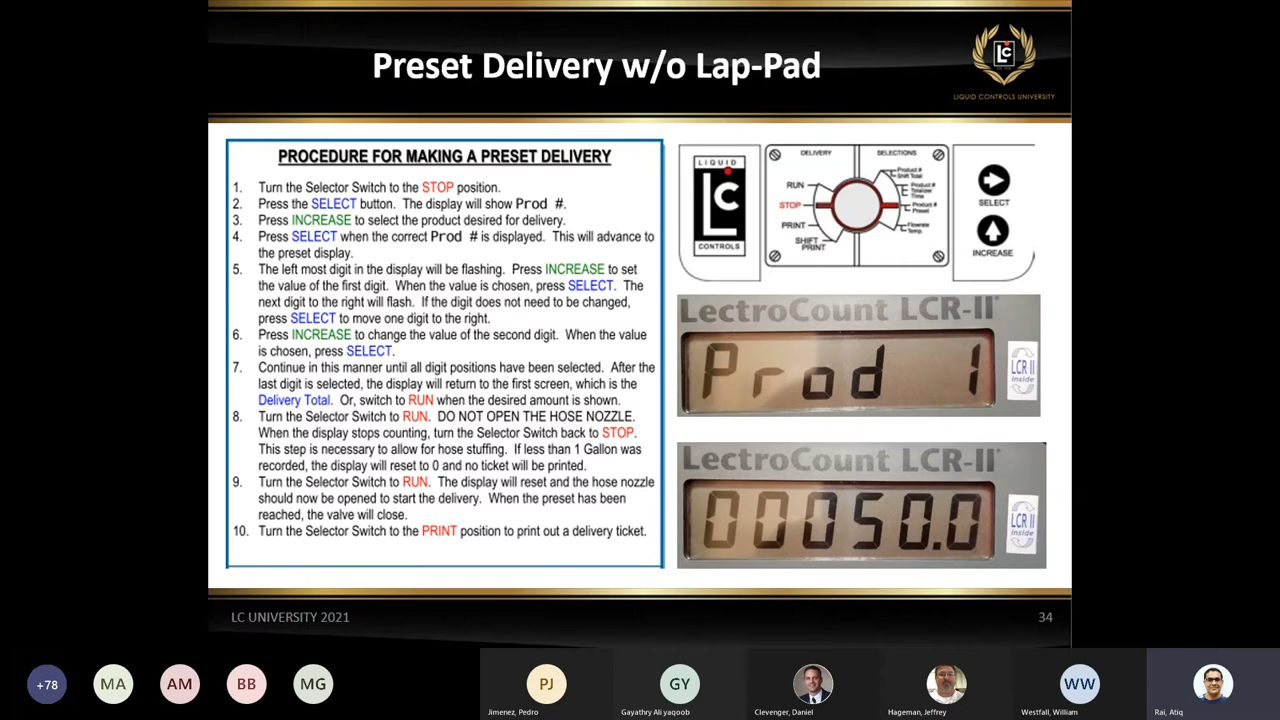 Preset Delivery w/o Lap-Pad
LC
LIQUID CONTROLS UNIVERSITY
PROCEDURE FOR MAKING A PRESET DELIVERY
1. Turn the Selector Switch to the STOP position.
2. Press the SELECT button. The display will show Prod #.
3. Press INCREASE to select the product desired for delivery.
4. Press SELECT when the correct Prod # is displayed. This will advance to
the preset display.
5. The left most digit in the display will be flashing. Press INCREASE to set
the value of the first digit. When the value is chosen, press SELECT. The
next digit to the right will flash. If the digit does not need to be changed,
press SELECT to move one digit to the right.
6. Press INCREASE to change the value of the second digit. When the value
is chosen, press SELECT.
7. Continue in this manner until all digit positions have been selected. After the
last digit is selected, the display will return to the first screen, which is the
Delivery Total. Or, switch to RUN when the desired amount is shown.
8. Turn the Selector Switch to RUN. DO NOT OPEN THE HOSE NOZZLE.
When the display stops counting, turn the Selector Switch back to STOP.
This step is necessary to allow for hose stuffing. If less than 1 Gallon was
recorded, the display will reset to 0 and no ticket will be printed.
9. Turn the Selector Switch to RUN. The display will reset and the hose nozzle
should now be opened to start the delivery. When the preset has been
reached, the valve will close.
10. Turn the Selector Switch to the PRINT position to print out a delivery ticket.
LIQUID
LC
CONTROLS
DELIVERY
RUN
STOP
PRINT
SHIFT
PRINT
SELECTIONS
Product #
Shift Total
Product #
Totalizer
Time
Product #
Preset
Flowrate
Temp.
SELECT
INCREASE
LectroCount LCR-II
Prod 1
LCR II
inside
LectroCount LCR-II
00050.0
LCR II
inside
LC UNIVERSITY 2021
34
+78
MA
AM
BB
MG
PJ
Jimenez, Pedro
GY
Gayathry Ali yaqoob
Clevenger, Daniel
Hageman, Jeffrey
WW
Westfall, William
Rai, Atiq